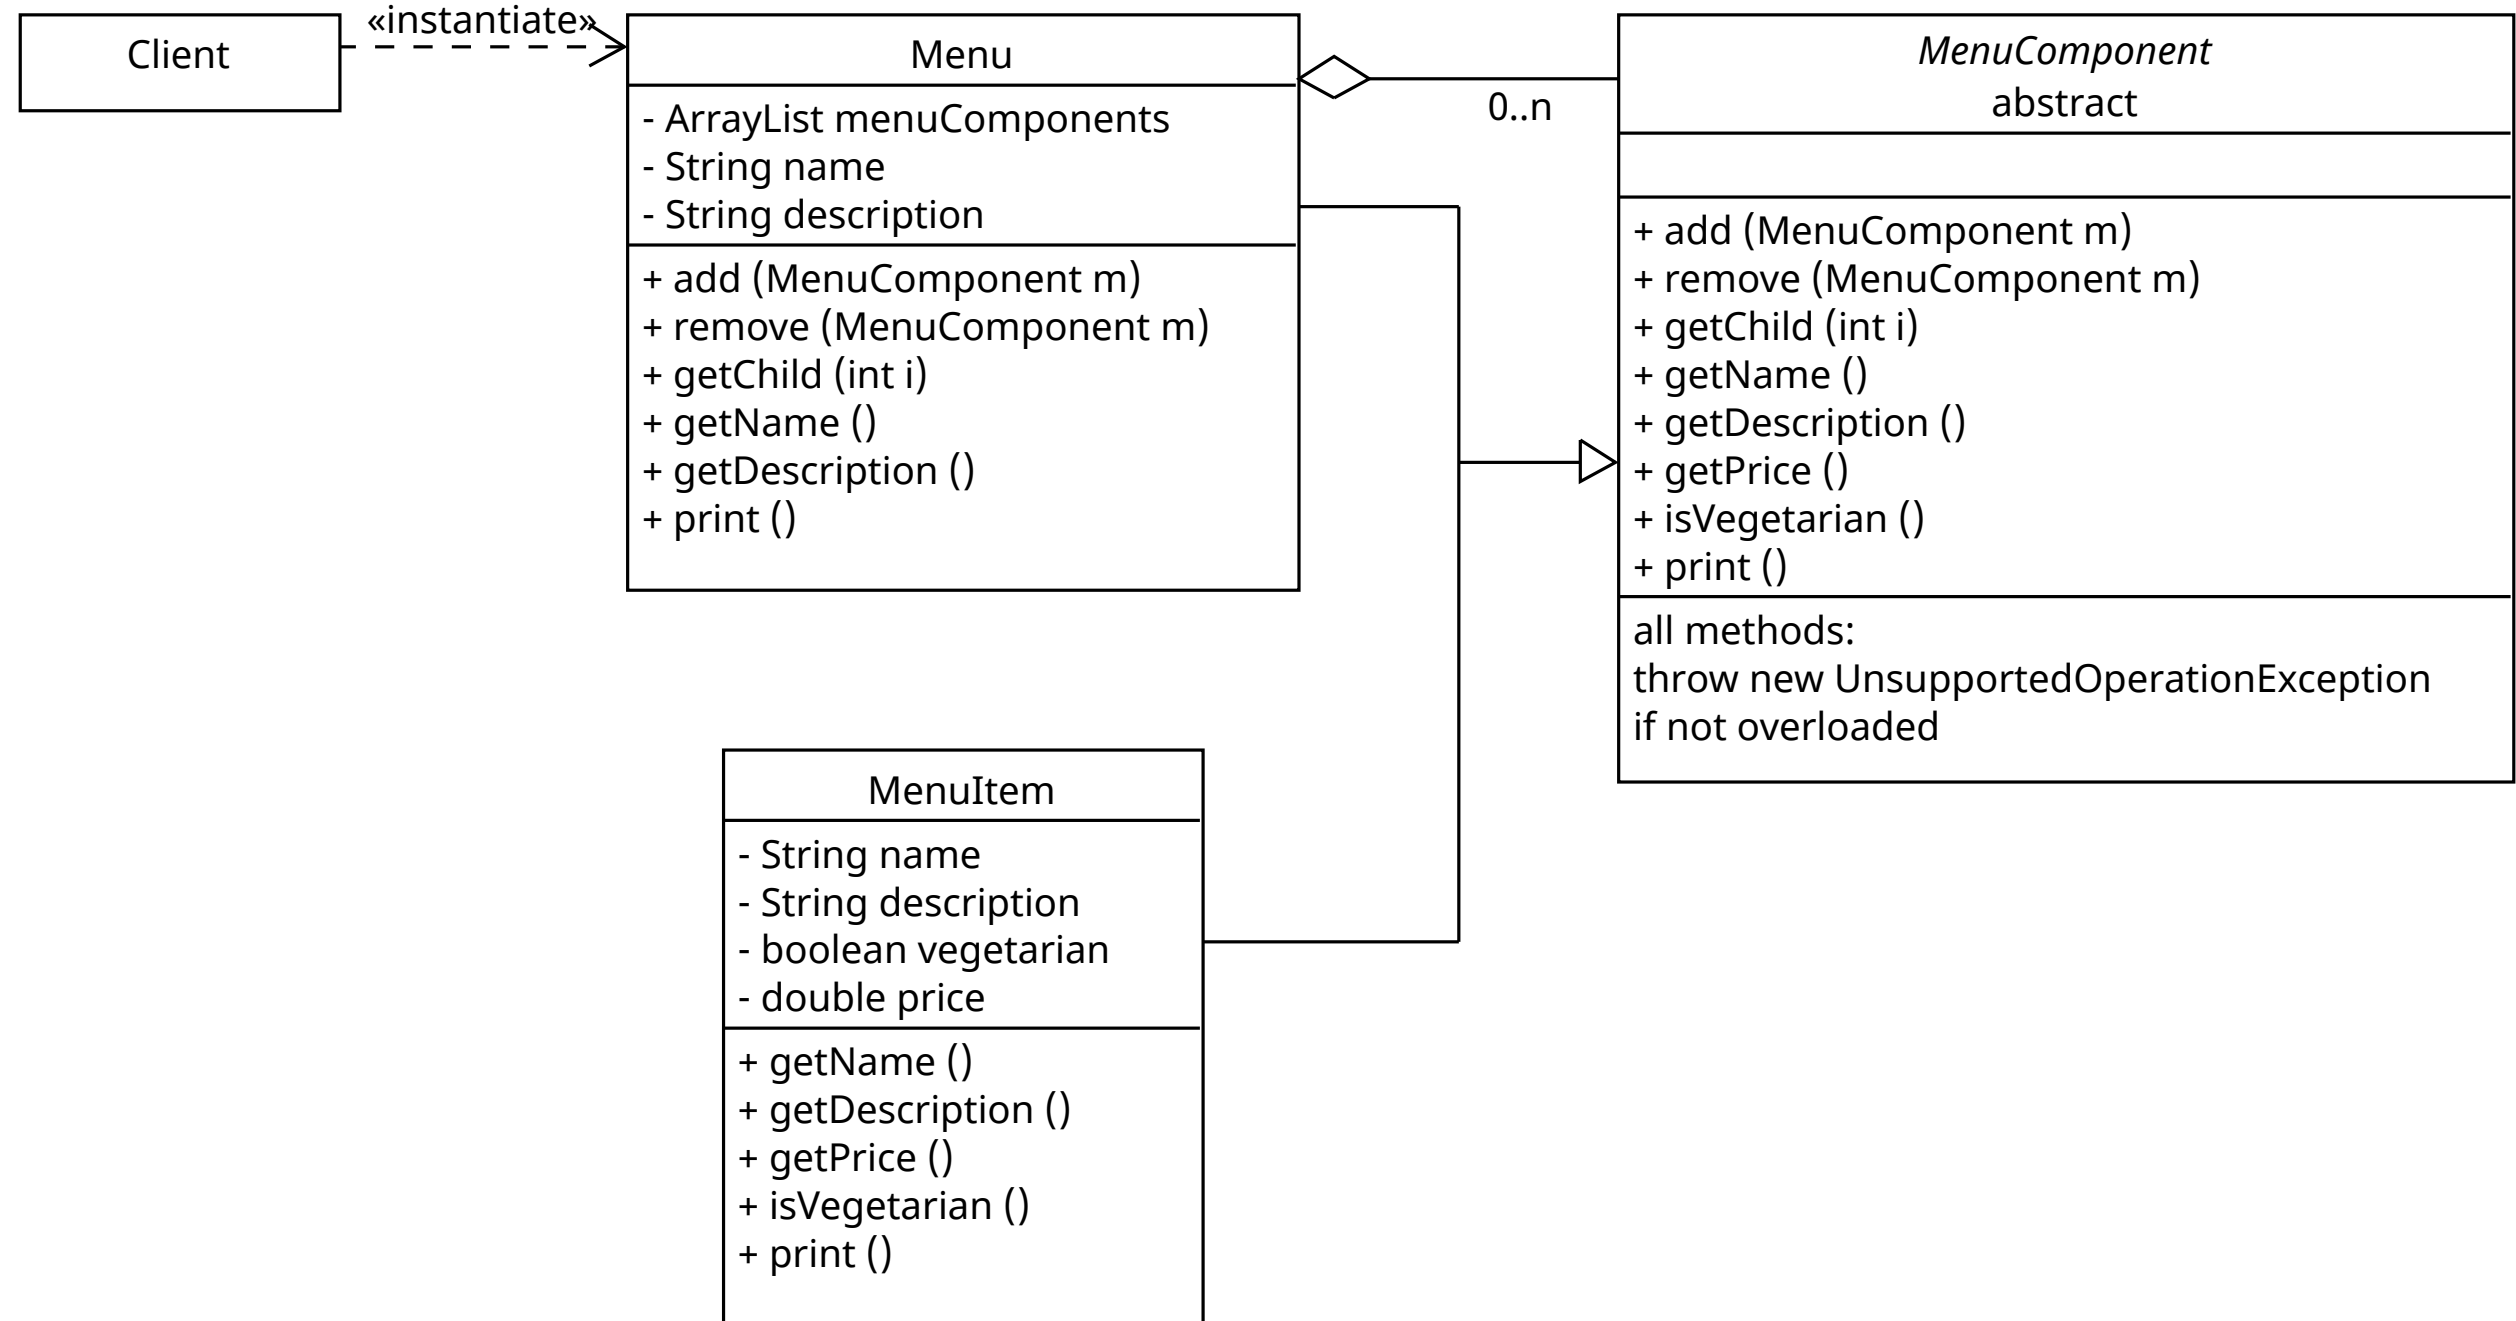 Client
«instantiate»
Menu
- ArrayList menuComponents
- String name
- String description
+ add (MenuComponent m)
+ remove (MenuComponent m)
+ getChild (int i)
+ getName ()
+ getDescription ()
+ print ()
0..n
MenuComponent
abstract
+ add (MenuComponent m)
+ remove (MenuComponent m)
+ getChild (int i)
+ getName ()
+ getDescription ()
+ getPrice ()
+ isVegetarian ()
+ print ()
all methods:
throw new UnsupportedOperationException
if not overloaded
MenuItem
- String name
- String description
- boolean vegetarian
- double price
+ getName ()
+ getDescription ()
+ getPrice ()
+ isVegetarian ()
+ print ()